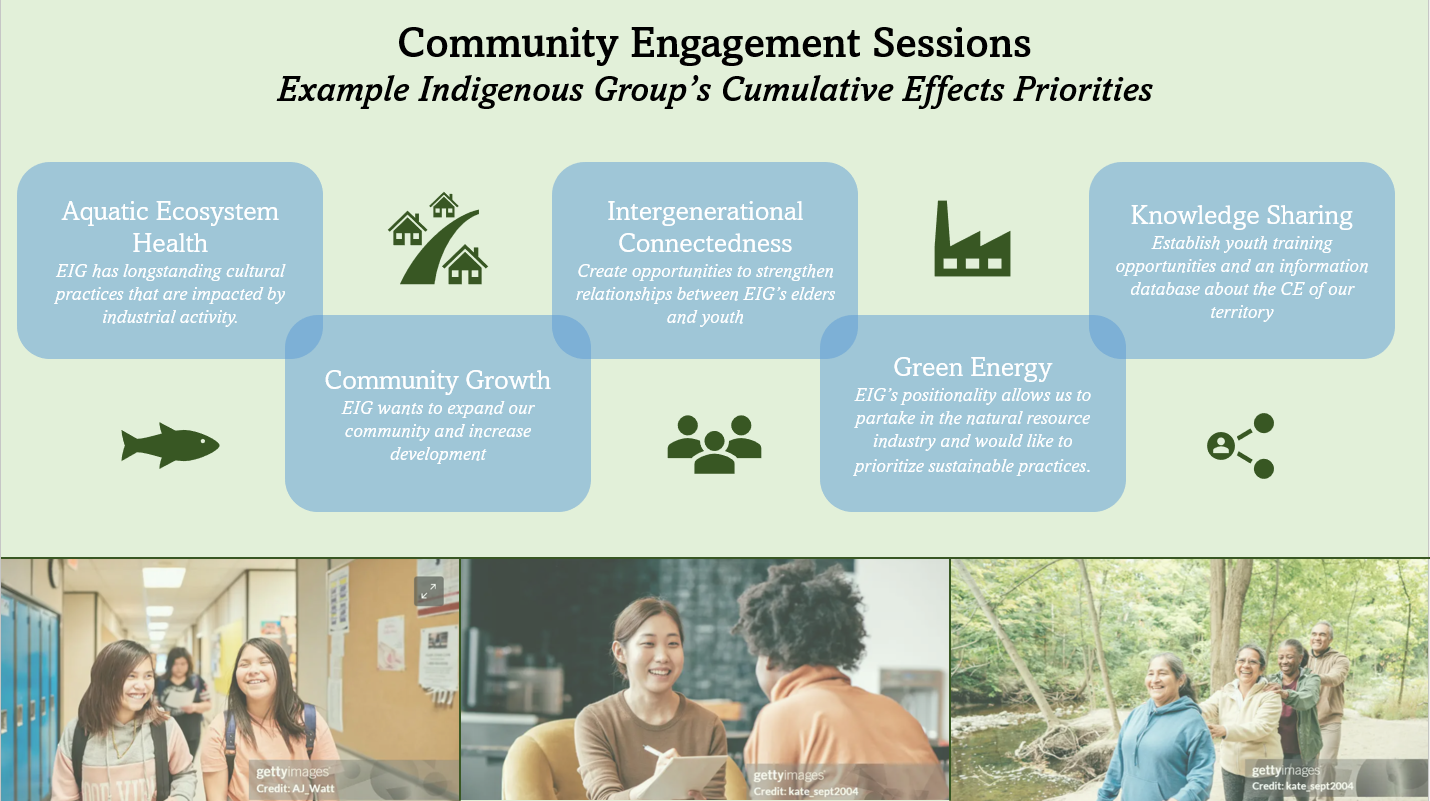 Community Engagement Sessions
Example Indigenous Group’s Cumulative Effects Priorities
Aquatic Ecosystem
Health
EIG has longstanding cultural
practices that are impacted by
industrial activity.
Community Growth
EIG wants to expand our
community and increase
development
Intergenerational
Connectedness
Create opportunities to strengthen
relationships between EIG’s elders
and youth
Green Energy
EIG’s positionality allows us to
partake in the natural resource
industry and would like to
prioritize sustainable practices.
Knowledge Sharing
Establish youth training
opportunities and an information
database about the CE of our
territory
gettyimages
Credit: AJ_Watt
gettyimages
Credit: kate_sept2004
gettyimages
Credit: kate_sept2004